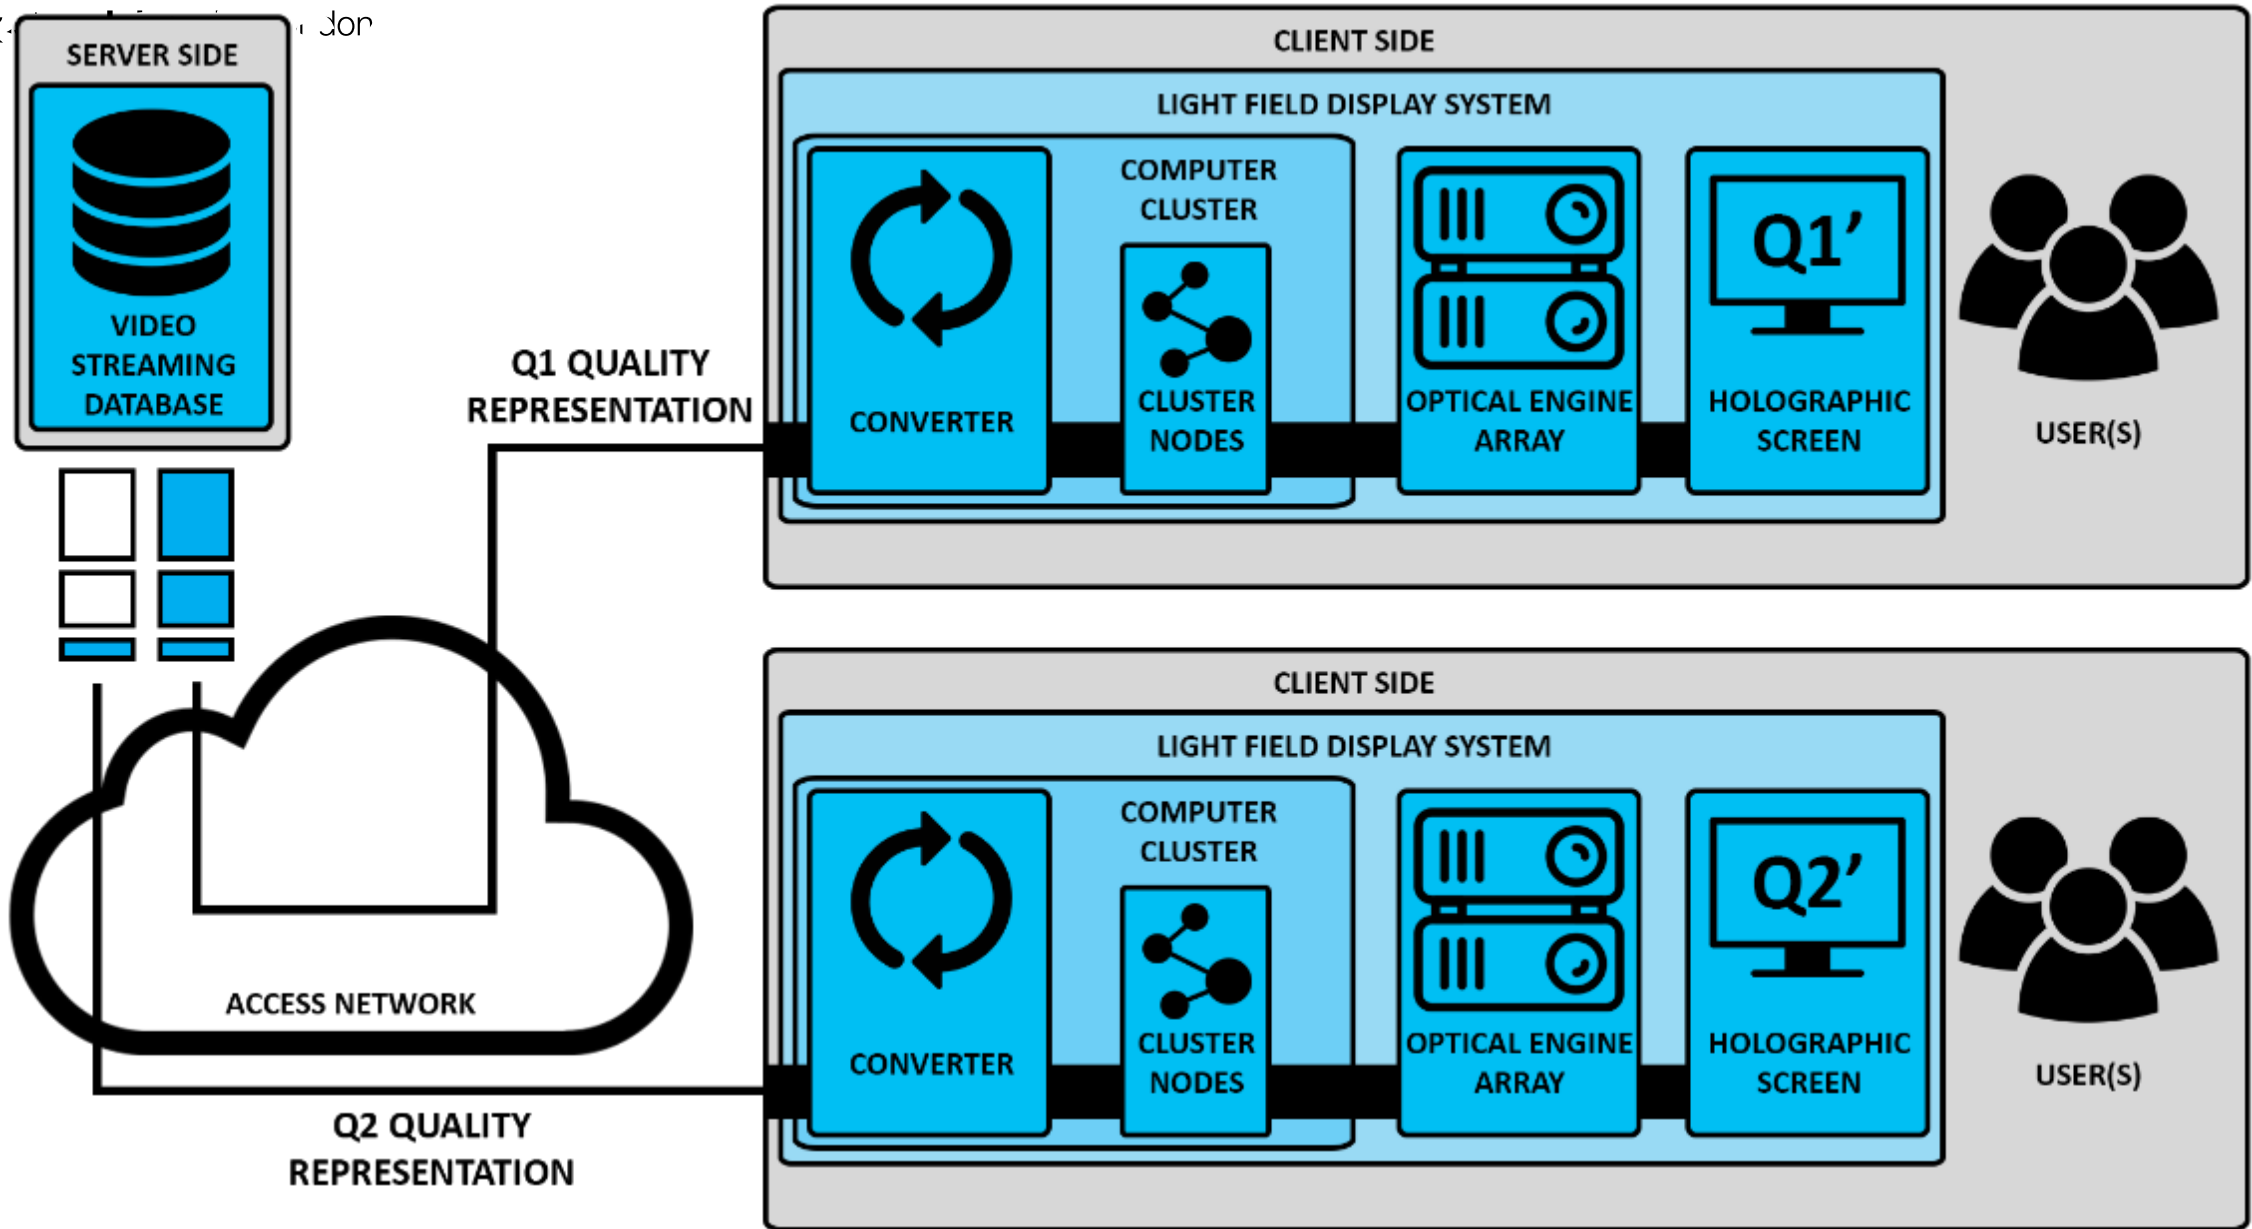 SERVER SIDE
VIDEO
STREAMING
DATABASE
Q1 QUALITY
REPRESENTATION
CLIENT SIDE
LIGHT FIELD DISPLAY SYSTEM
CONVERTER
COMPUTER
CLUSTER
CLUSTER
NODES
OPTICAL ENGINE
ARRAY
Q1’
HOLOGRAPHIC
SCREEN
USER(S)
ACCESS NETWORK
Q2 QUALITY
REPRESENTATION
CLIENT SIDE
LIGHT FIELD DISPLAY SYSTEM
CONVERTER
COMPUTER
CLUSTER
CLUSTER
NODES
OPTICAL ENGINE
ARRAY
Q2’
HOLOGRAPHIC
SCREEN
USER(S)